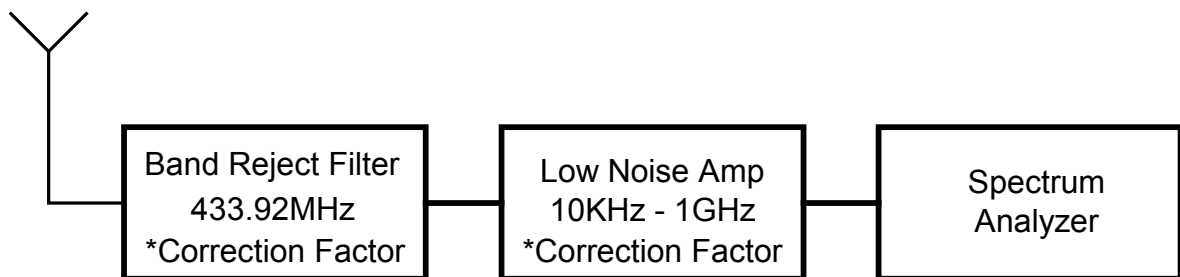 Band Reject Filter
433.92MHz
*Correction Factor
Low Noise Amp
10KHz - 1GHz
*Correction Factor
Spectrum
Analyzer